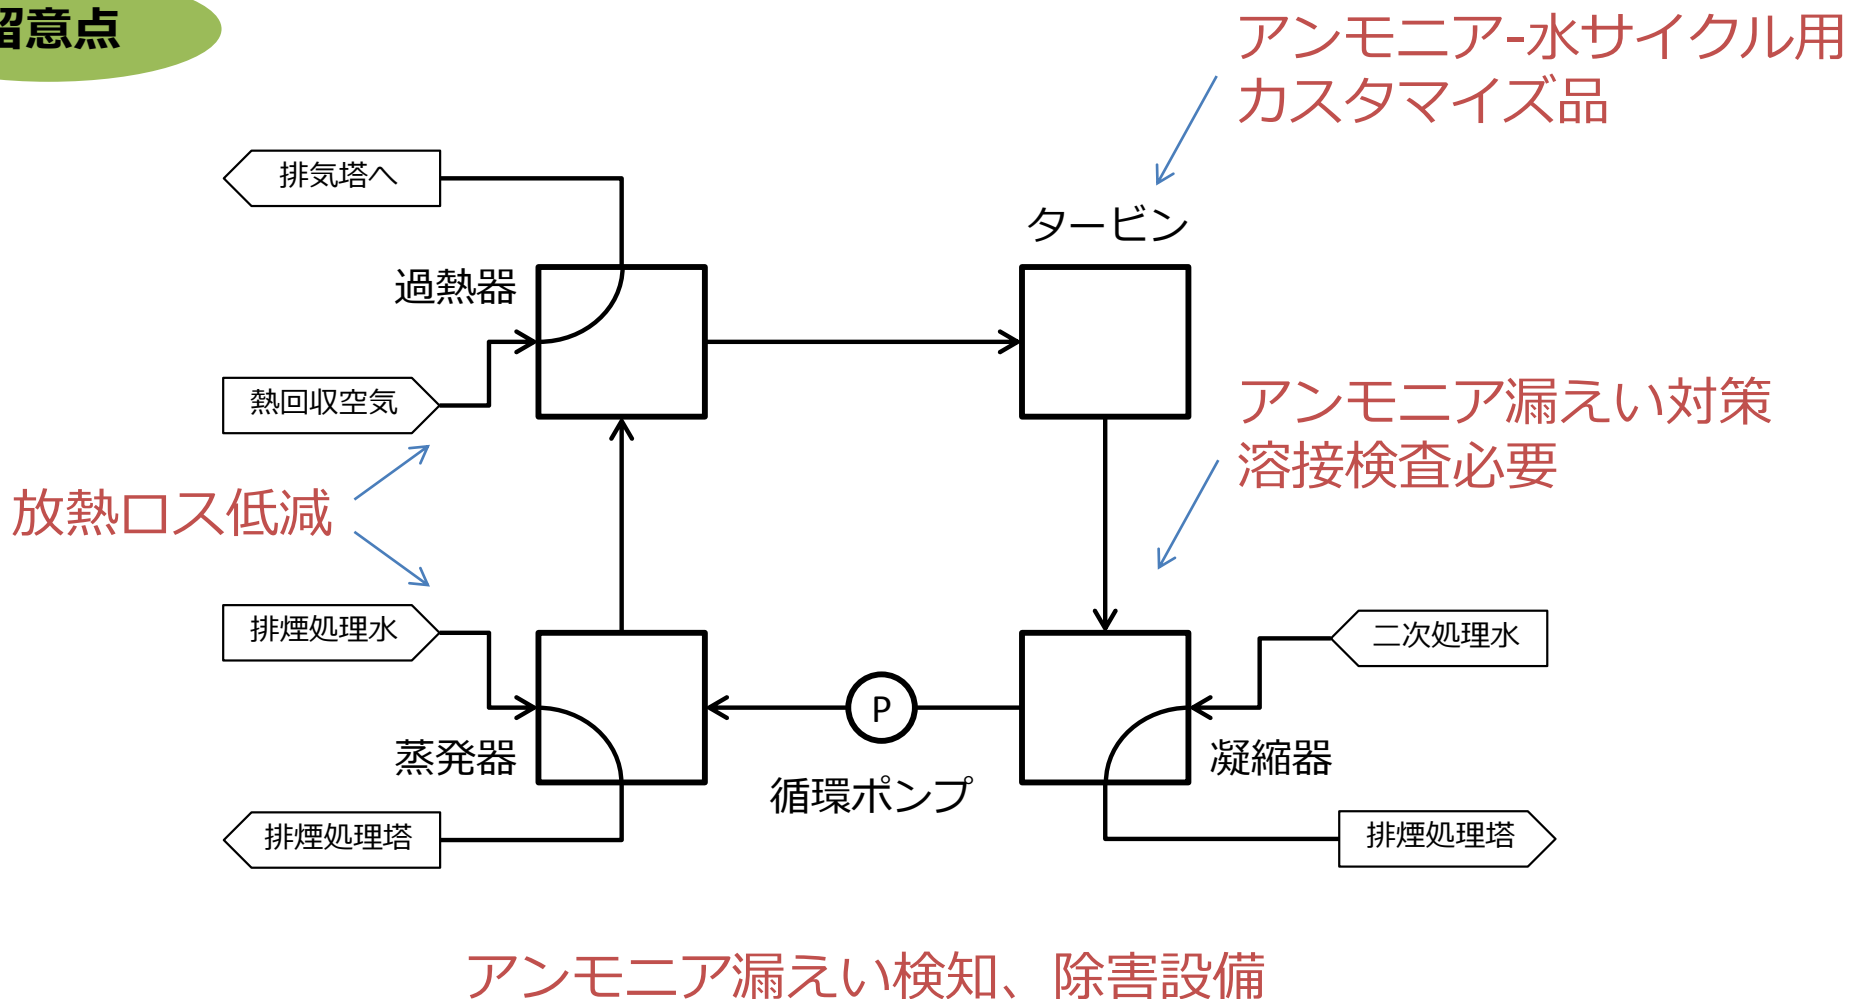 留意点
アンモニア-水サイクル用
カスタマイズ品
排気塔へ
タービン
過熱器
熱回収空気
アンモニア漏えい対策
溶接検査必要
放熱ロス低減
排煙処理水
二次処理水
P
蒸発器
凝縮器
循環ポンプ
排煙処理塔
排煙処理塔
アンモニア漏えい検知、除害設備